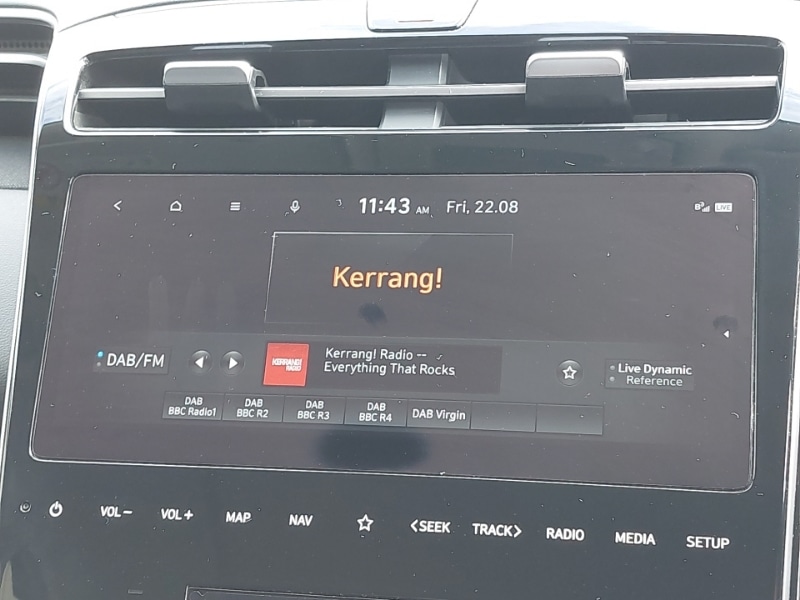 11:43 AM Fri, 22.08
LIVE
Kerrang!
DAB/FM
KERRANG!
RADIO
Kerrang! Radio --
Everything That Rocks
Live Dynamic
Reference
DAB
BBC Radio1
DAB
BBC R2
DAB
BBC R3
DAB
BBC R4
DAB Virgin
VOL− VOL+ MAP NAV <SEEK TRACK> RADIO MEDIA SETUP